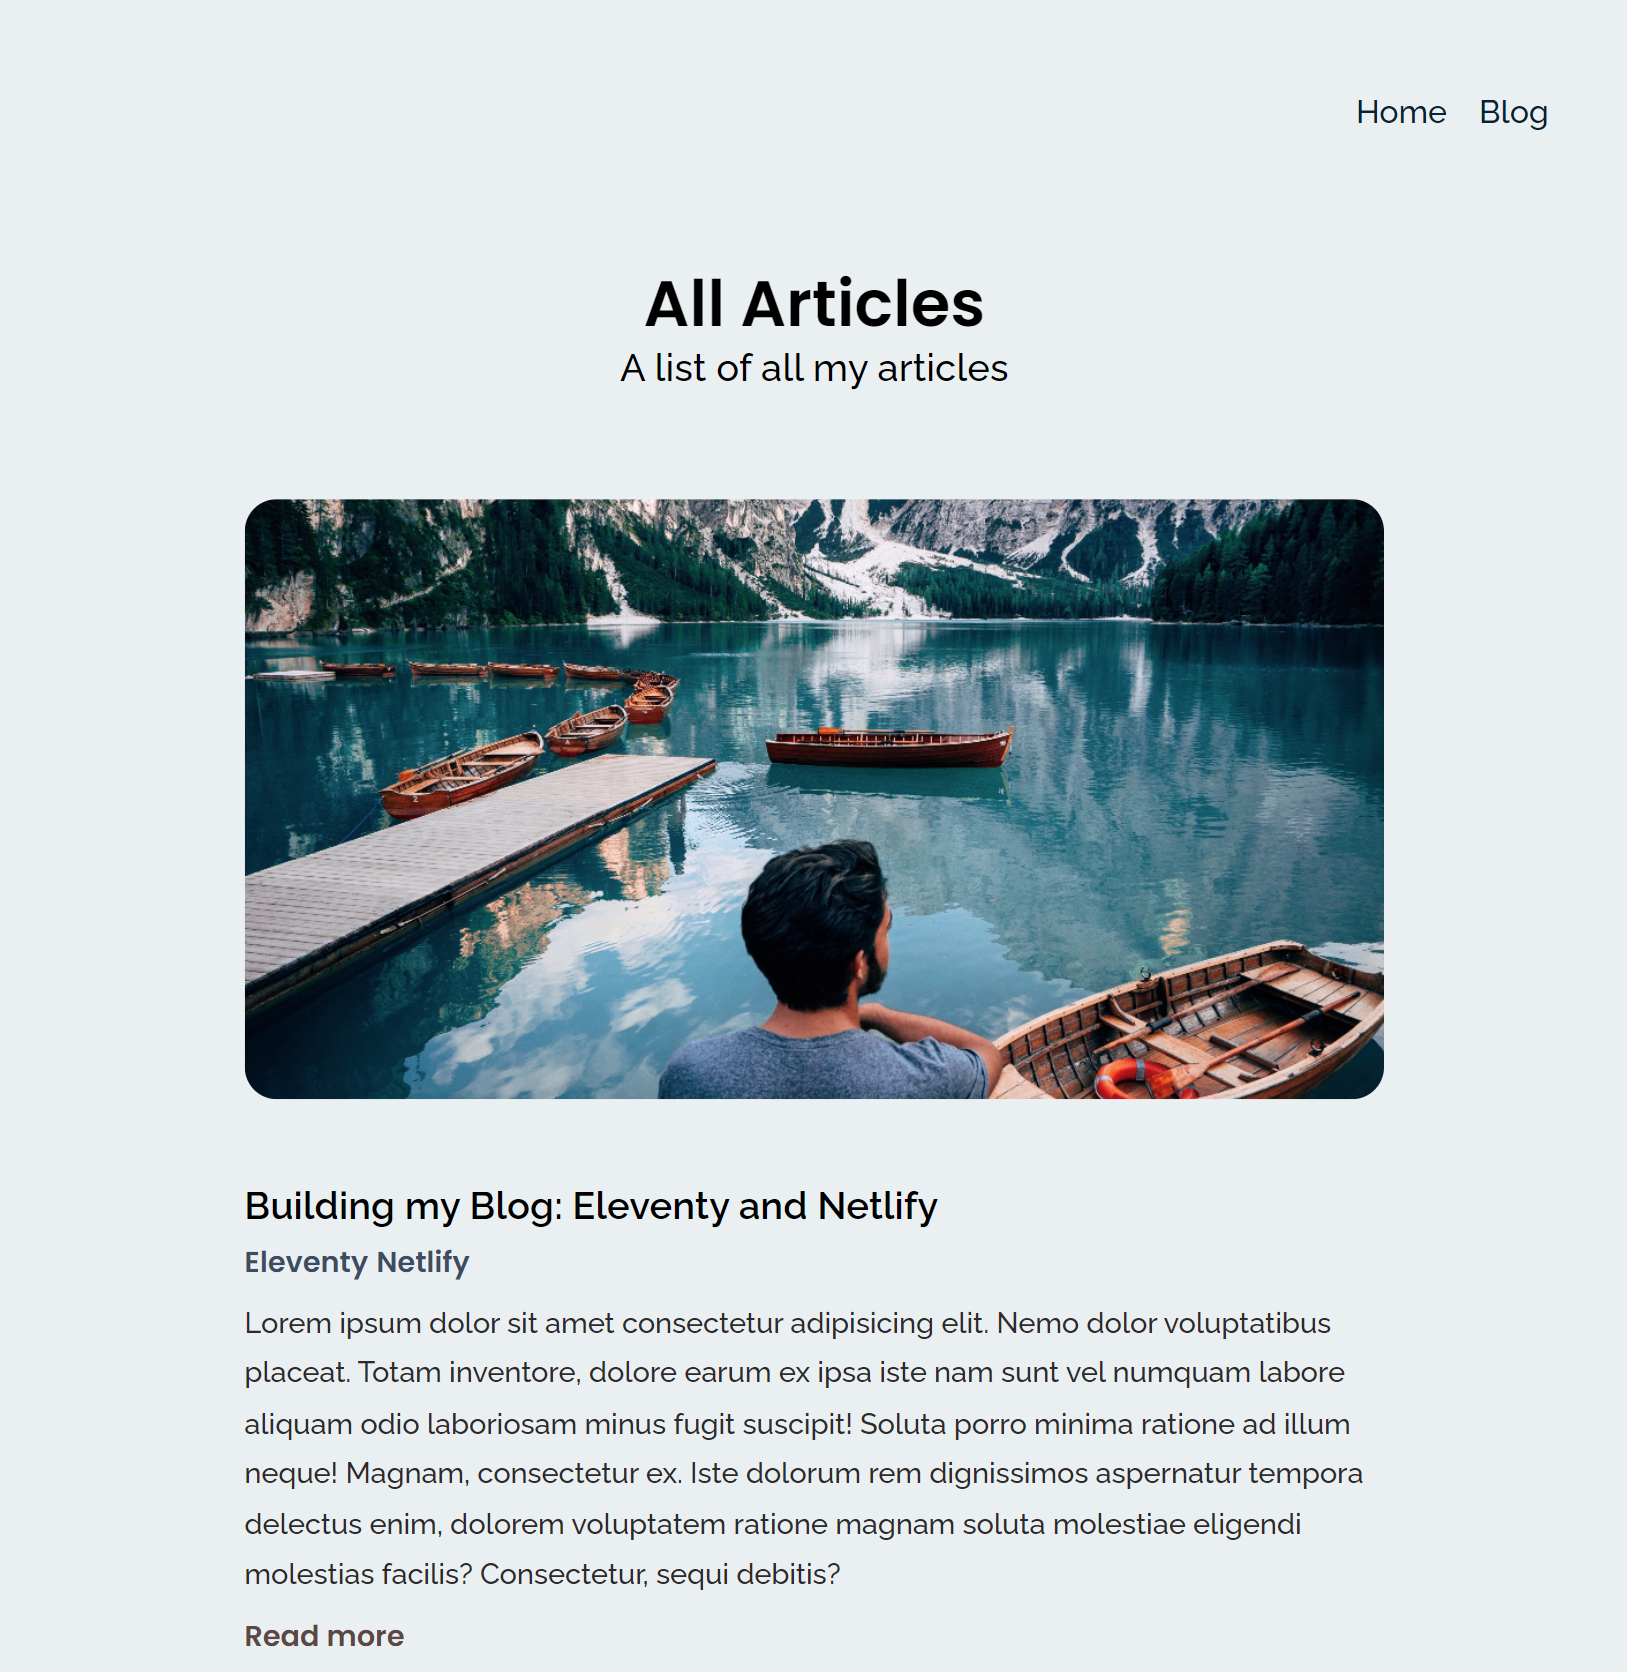 Home Blog
All Articles
A list of all my articles
Building my Blog: Eleventy and Netlify
Eleventy Netlify
Lorem ipsum dolor sit amet consectetur adipisicing elit. Nemo dolor voluptatibus
placeat. Totam inventore, dolore earum ex ipsa iste nam sunt vel numquam labore
aliquam odio laboriosam minus fugit suscipit! Soluta porro minima ratione ad illum
neque! Magnam, consectetur ex. Iste dolorum rem dignissimos aspernatur tempora
delectus enim, dolorem voluptatem ratione magnam soluta molestiae eligendi
molestias facilis? Consectetur, sequi debitis?
Read more